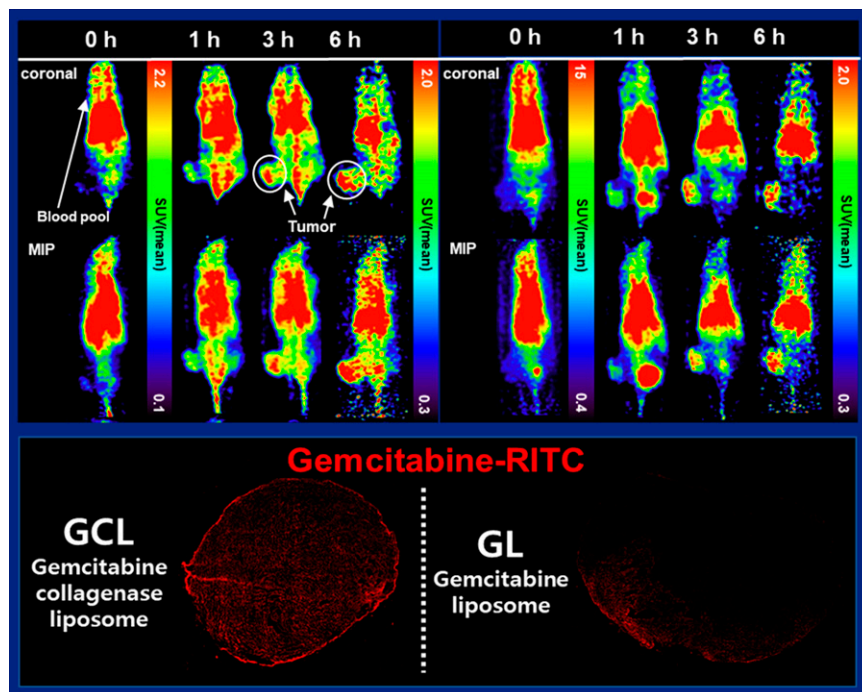 0 h 1 h 3 h 6 h
coronal
2.2
2.0
SUV(mean)
SUV(mean)
Blood pool
Tumor
MIP
0.1
0.3
0 h 1 h 3 h 6 h
coronal
15
2.0
SUV(mean)
SUV(mean)
MIP
0.4
0.3
Gemcitabine-RITC
GCL
Gemcitabine
collagenase
liposome
GL
Gemcitabine
liposome